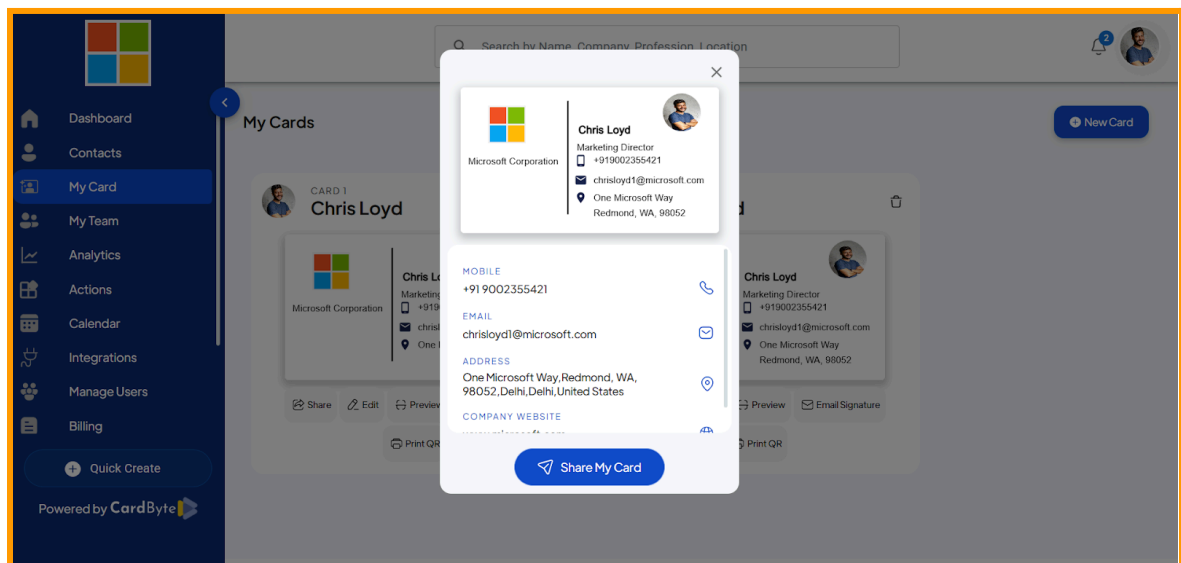 Search by Name, Company, Profession, Location
2
Dashboard
Contacts
My Card
My Team
Analytics
Actions
Calendar
Integrations
Manage Users
Billing
Quick Create
Powered by CardByte
My Cards
New Card
CARD 1
Chris Loyd
Microsoft Corporation
Marketing
Share
Edit
Preview
Print QR
Chris Loyd
Marketing Director
+919002355421
Microsoft Corporation
chrisloyd1@microsoft.com
One Microsoft Way
Redmond, WA, 98052
MOBILE
+91 9002355421
EMAIL
chrisloyd1@microsoft.com
ADDRESS
One Microsoft Way,Redmond, WA,
98052,Delhi,Delhi,United States
COMPANY WEBSITE
Share My Card
Chris Loyd
Marketing Director
+919002355421
chrisloyd1@microsoft.com
One Microsoft Way
Redmond, WA, 98052
Preview
Email Signature
Print QR